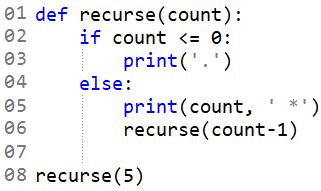 01 def recurse(count):
02     if count <= 0:
03         print('.')
04     else:
05         print(count, ' *')
06         recurse(count-1)
07
08 recurse(5)